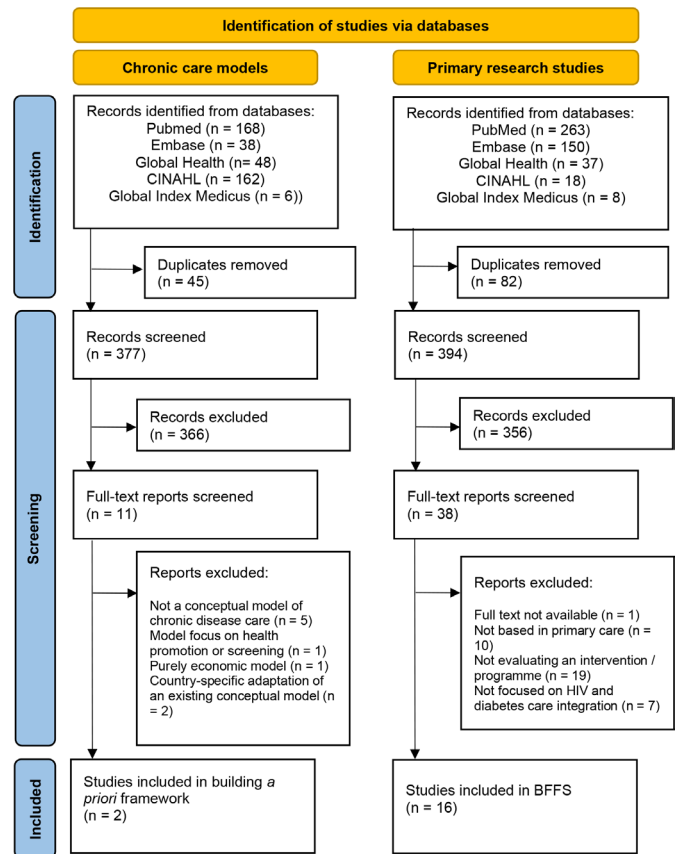 Identification of studies via databases
Chronic care models
Primary research studies
Identification
Records identified from databases:
Pubmed (n = 168)
Embase (n = 38)
Global Health (n= 48)
CINAHL (n = 162)
Global Index Medicus (n = 6))
Records identified from databases:
PubMed (n = 263)
Embase (n = 150)
Global Health (n = 37)
CINAHL (n = 18)
Global Index Medicus (n = 8)
Duplicates removed
(n = 45)
Duplicates removed
(n = 82)
Screening
Records screened
(n = 377)
Records screened
(n = 394)
Records excluded
(n = 366)
Records excluded
(n = 356)
Full-text reports screened
(n = 11)
Full-text reports screened
(n = 38)
Reports excluded:
Not a conceptual model of
chronic disease care (n = 5)
Model focus on health
promotion or screening (n = 1)
Purely economic model (n = 1)
Country-specific adaptation of
an existing conceptual model (n
= 2)
Reports excluded:
Full text not available (n = 1)
Not based in primary care (n =
10)
Not evaluating an intervention /
programme (n = 19)
Not focused on HIV and
diabetes care integration (n = 7)
Included
Studies included in building a
priori framework
(n = 2)
Studies included in BFFS
(n = 16)